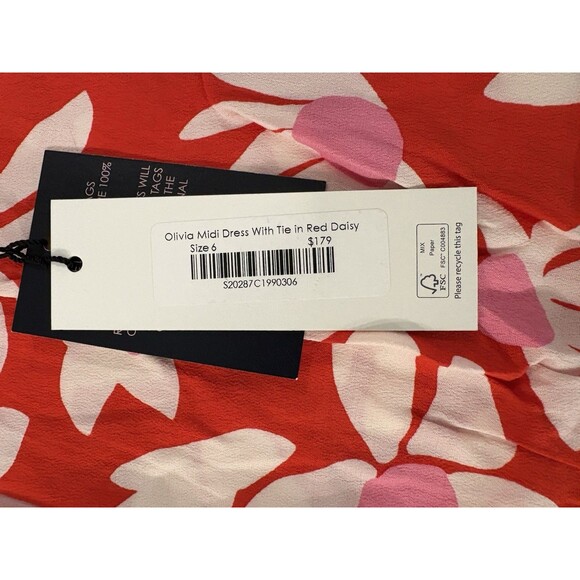 Olivia Midi Dress With Tie in Red Daisy
Size 6 $179
S20287C1990306
MIX
Paper
FSC® C004883
FSC
Please recycle this tag
AGS
E 100%
S WILL
TAGS
THE
NAL